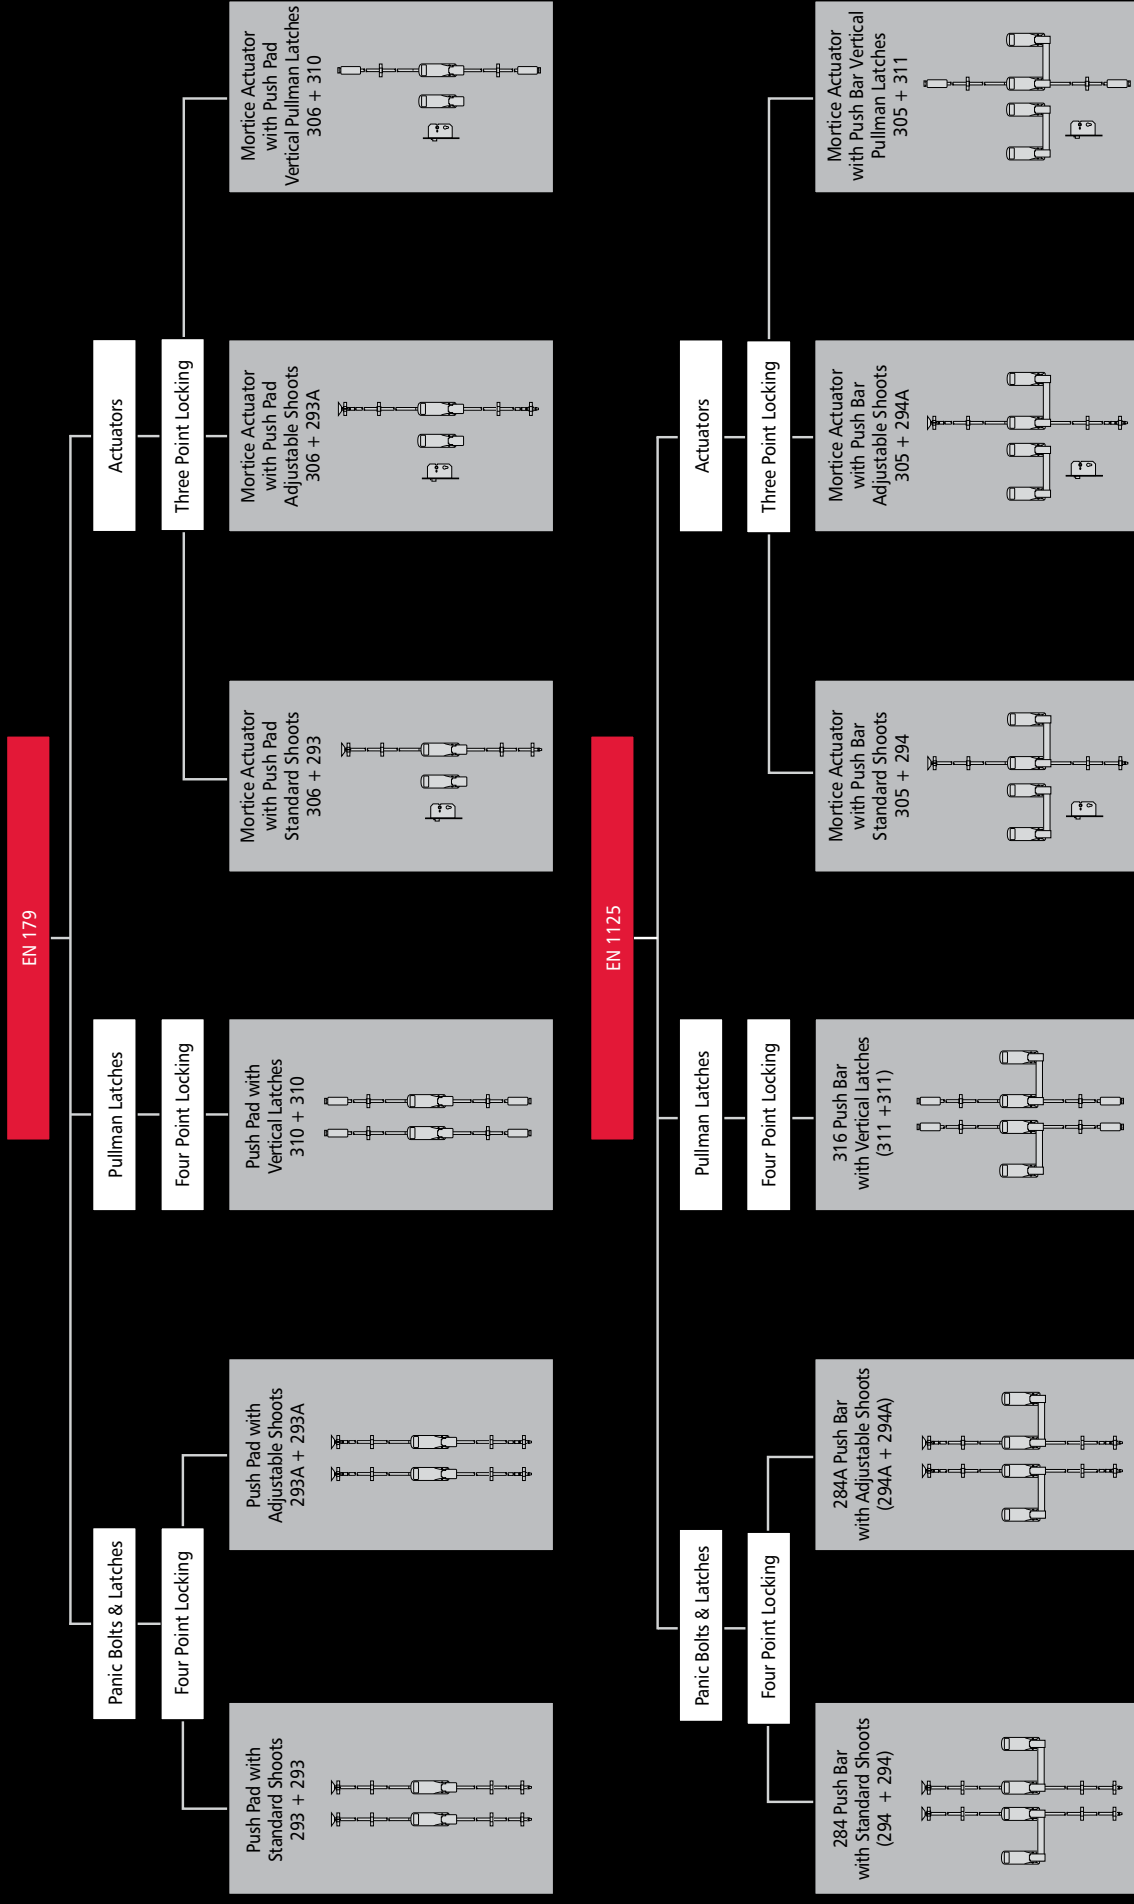 EN 179
Panic Bolts & Latches
Pullman Latches
Actuators
Four Point Locking
Four Point Locking
Three Point Locking
Push Pad with
Standard Shoots
293 + 293
Push Pad with
Adjustable Shoots
293A + 293A
Push Pad with
Vertical Latches
310 + 310
Mortice Actuator
with Push Pad
Standard Shoots
306 + 293
Mortice Actuator
with Push Pad
Adjustable Shoots
306 + 293A
Mortice Actuator
with Push Pad
Vertical Pullman Latches
306 + 310
EN 1125
Panic Bolts & Latches
Pullman Latches
Actuators
Four Point Locking
Four Point Locking
Three Point Locking
284 Push Bar
with Standard Shoots
(294 + 294)
284A Push Bar
with Adjustable Shoots
(294A + 294A)
316 Push Bar
with Vertical Latches
(311 +311)
Mortice Actuator
with Push Bar
Standard Shoots
305 + 294
Mortice Actuator
with Push Bar
Adjustable Shoots
305 + 294A
Mortice Actuator
with Push Bar Vertical
Pullman Latches
305 + 311